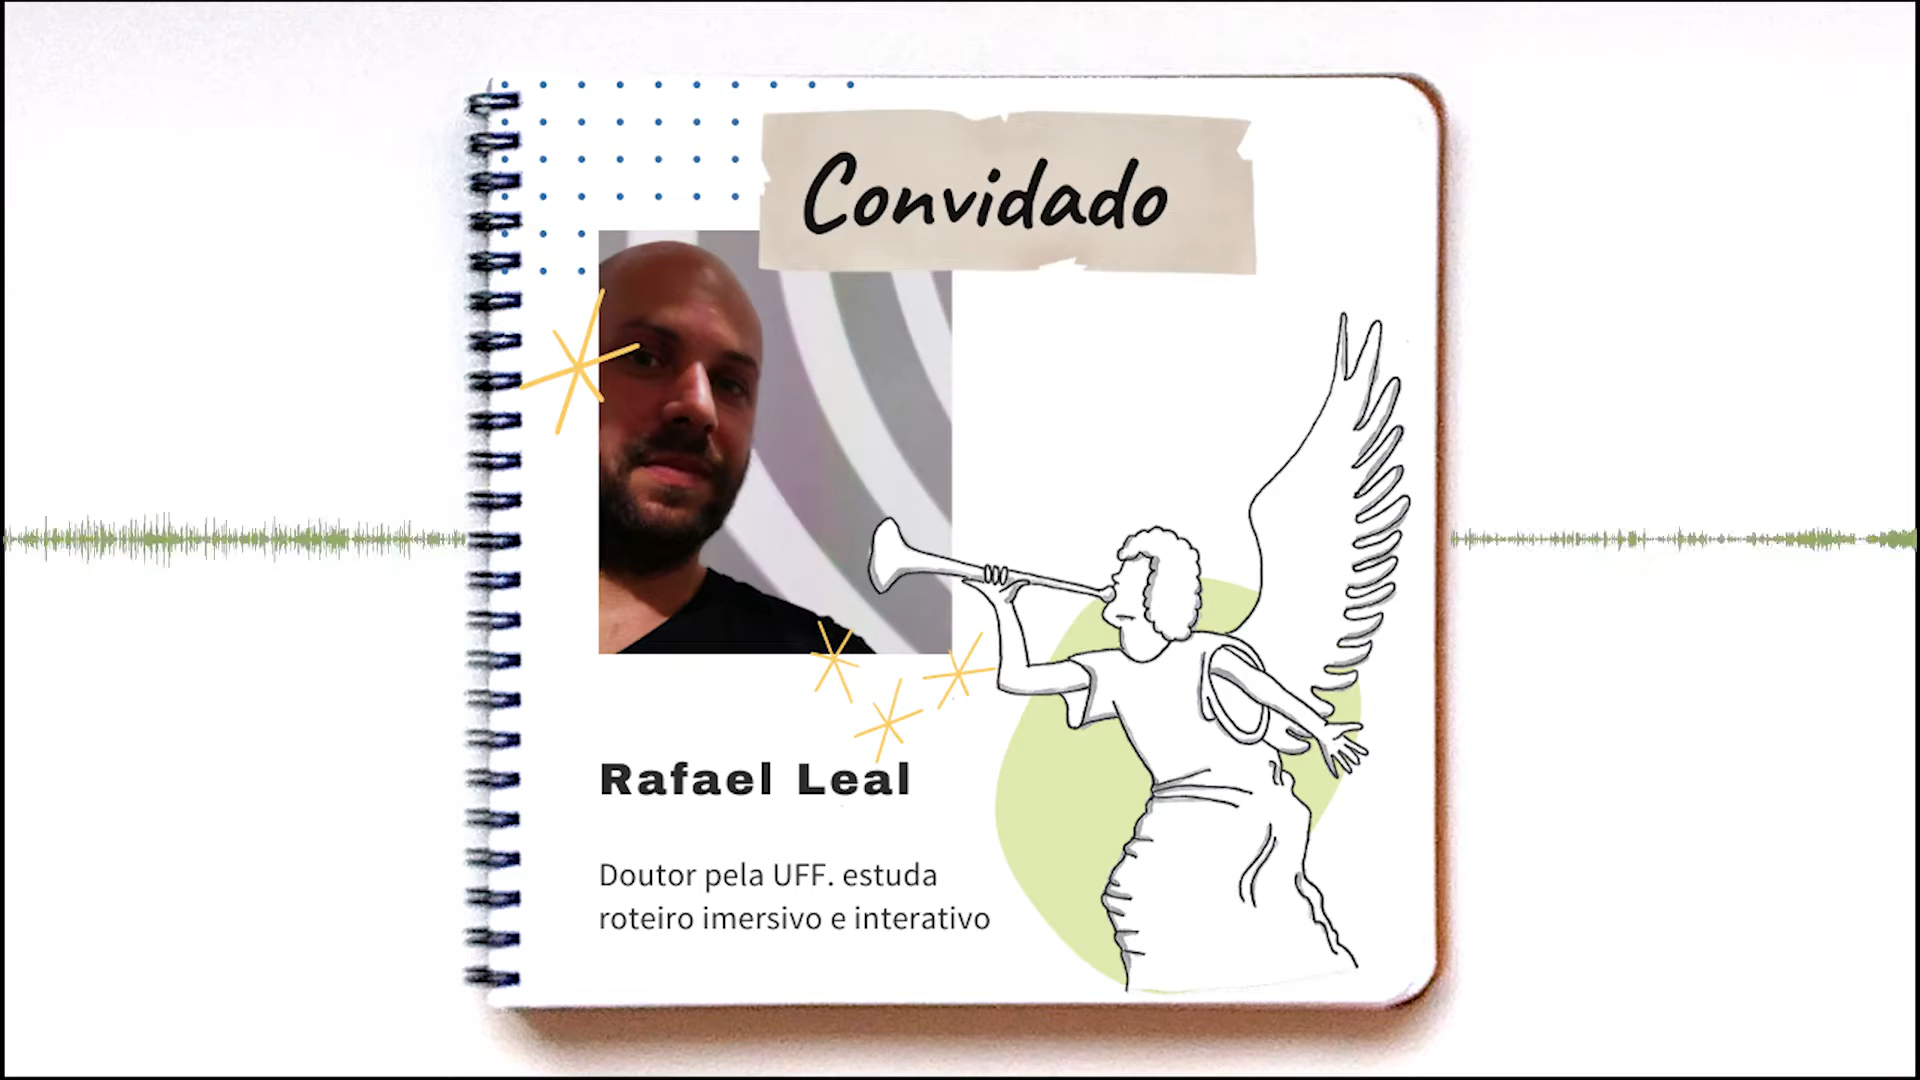 Convidado
Rafael Leal
Doutor pela UFF. estuda
roteiro imersivo e interativo